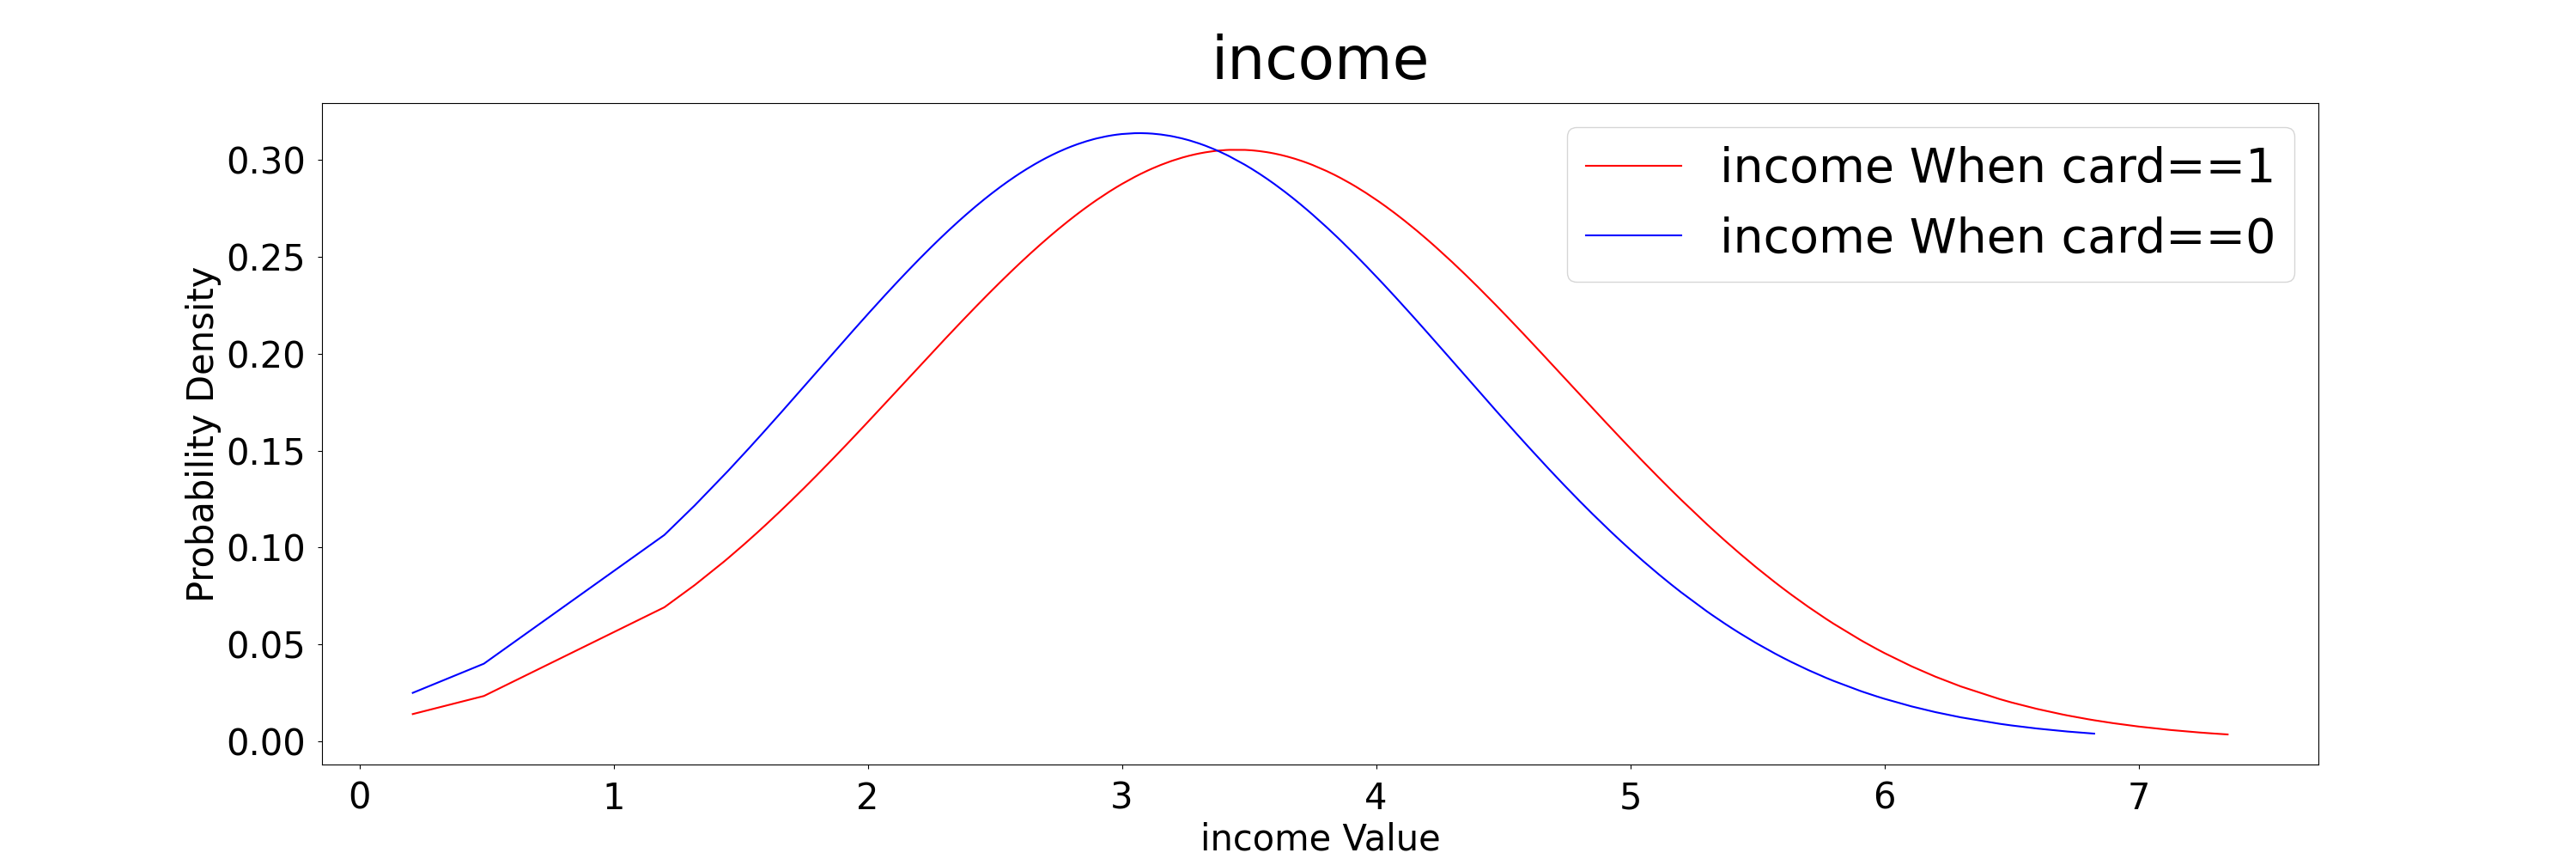 income
income When card==1
income When card==0
Probability Density
0.30
0.25
0.20
0.15
0.10
0.05
0.00
0 1 2 3 4 5 6 7
income Value